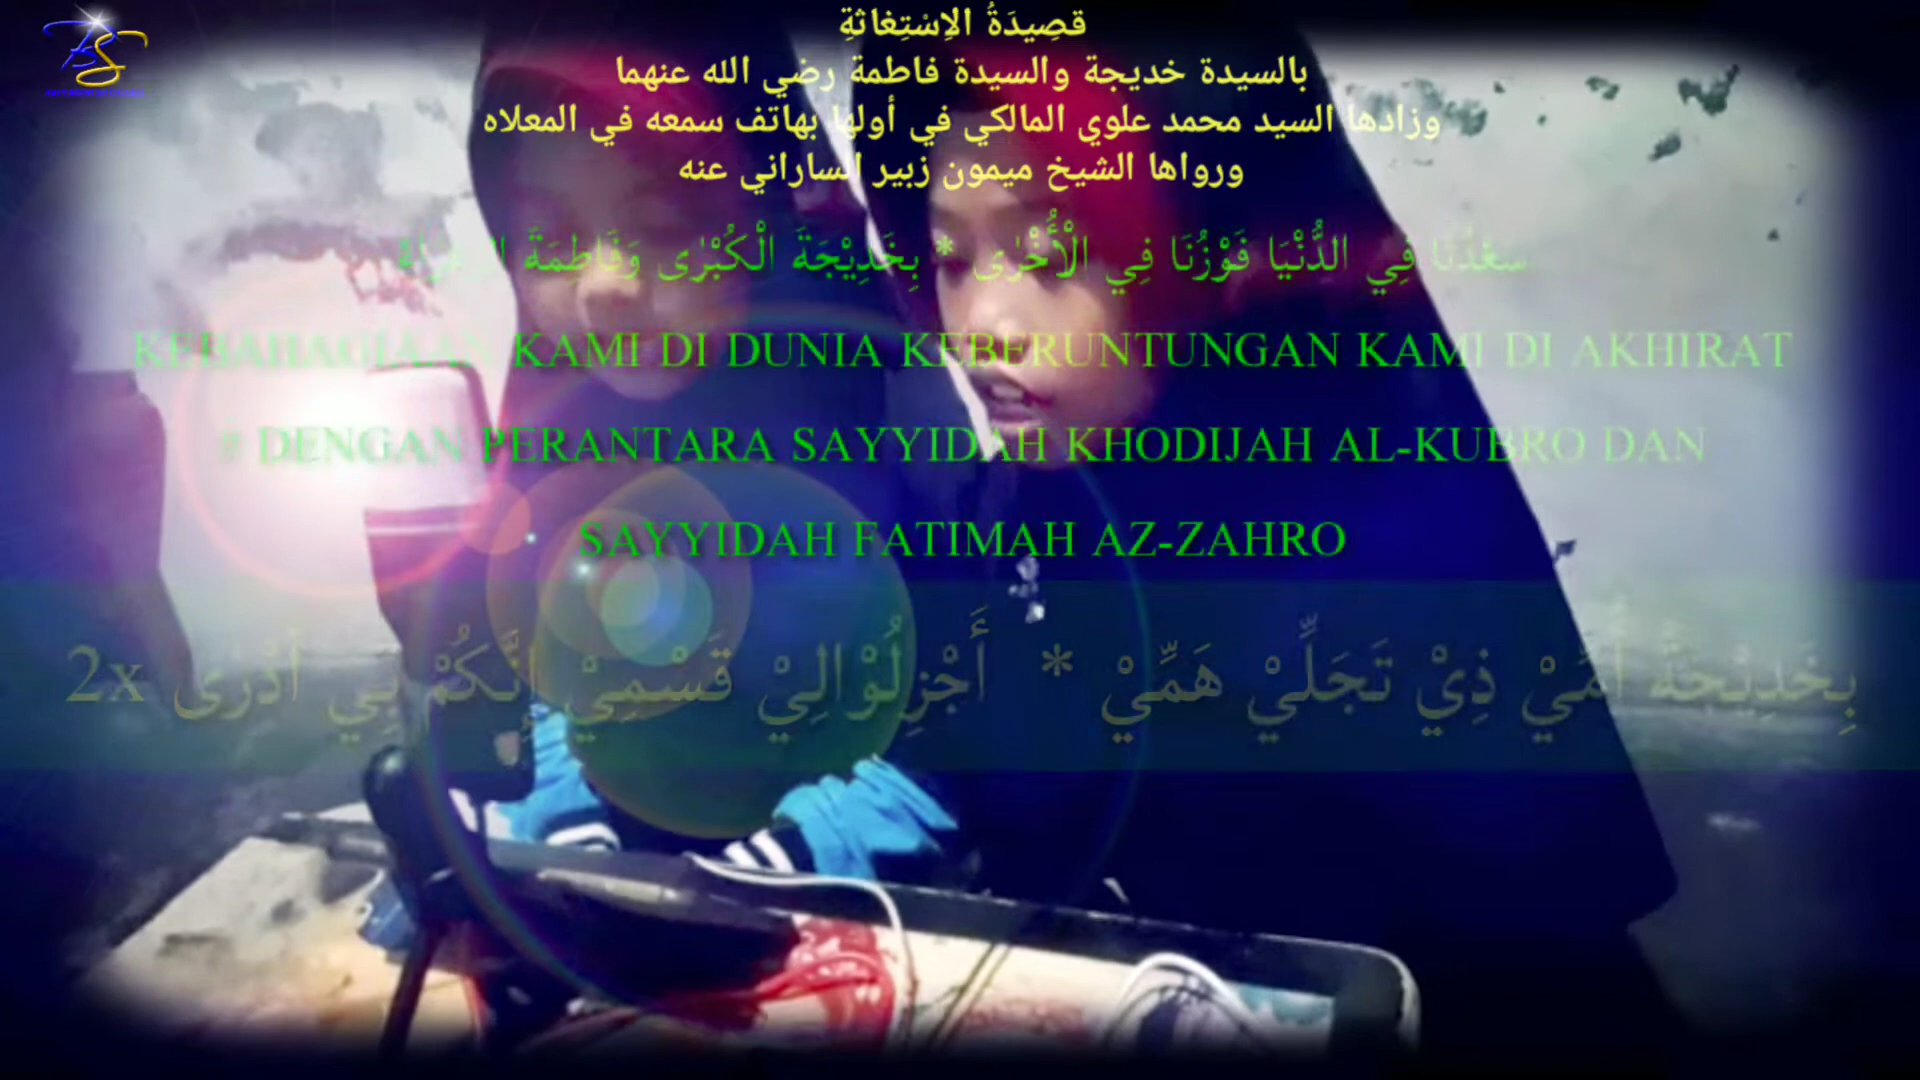 قصِيدَةُ الاِسْتِغاثةِ
بالسيدة خديجة والسيدة فاطمة رضي الله عنهما
وزادها السيد محمد علوي المالكي في أولها بهاتف سمعه في المعلاه
ورواها الشيخ ميمون زبير الساراني عنه
سَعْدُنَا فِي الدُّنْيَا فَوْزُنَا فِي الْأُخْرٰى * بِخَدِيْجَةَ الْكُبْرٰى وَفَاطِمَةَ
KEBAHAGIAAN KAMI DI DUNIA KEBERUNTUNGAN KAMI DI AKHIRAT
* DENGAN PERANTARA SAYYIDAH KHODIJAH AL-KUBRO DAN
SAYYIDAH FATIMAH AZ-ZAHRO
بِخَدِيْجَةْ أُمِّيْ ذِيْ تَجَلِّيْ هَمِّيْ * أَجْزِلُوْالِيْ قَسْمِيْ إِنَّكُمْ بِي أَدْرٰى 2x